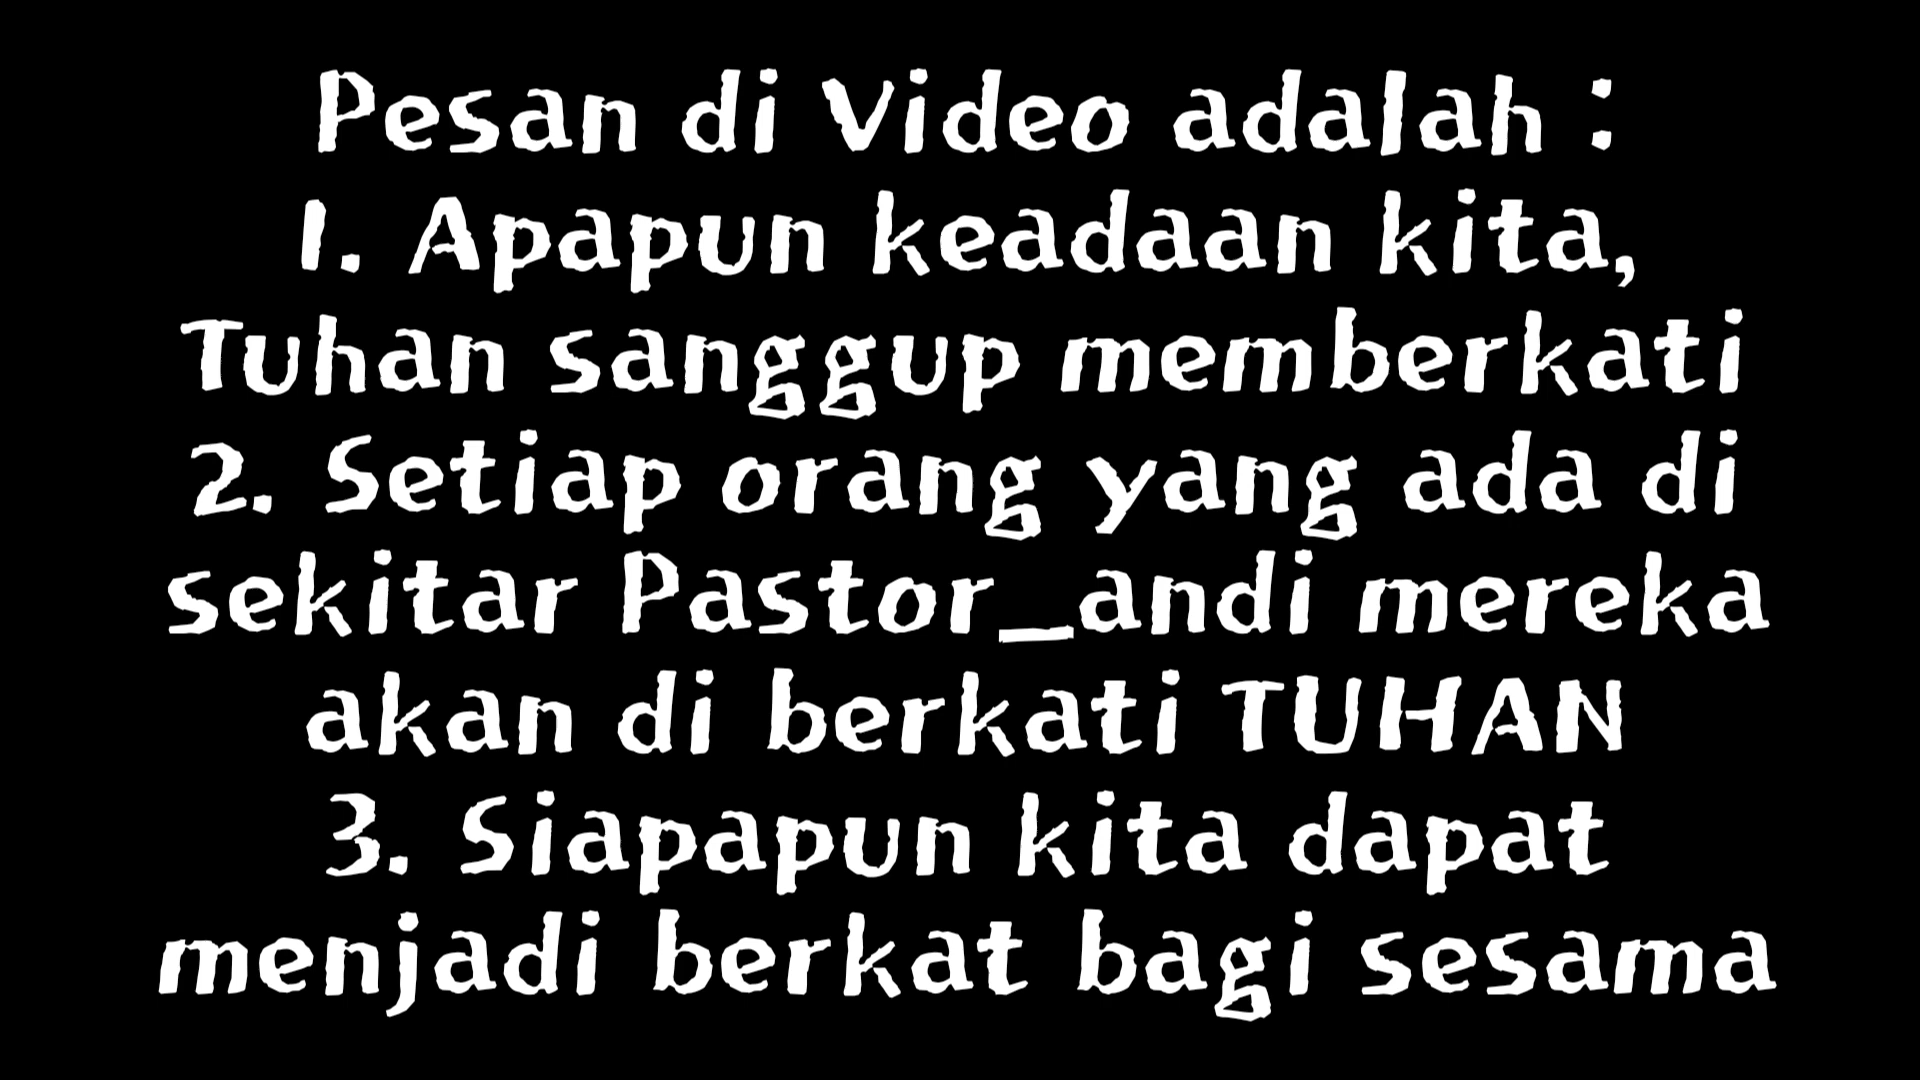 Pesan di Video adalah :
1. Apapun keadaan kita,
Tuhan sanggup memberkati
2. Setiap orang yang ada di
sekitar Pastor_andi mereka
akan di berkati TUHAN
3. Siapapun kita dapat
menjadi berkat bagi sesama